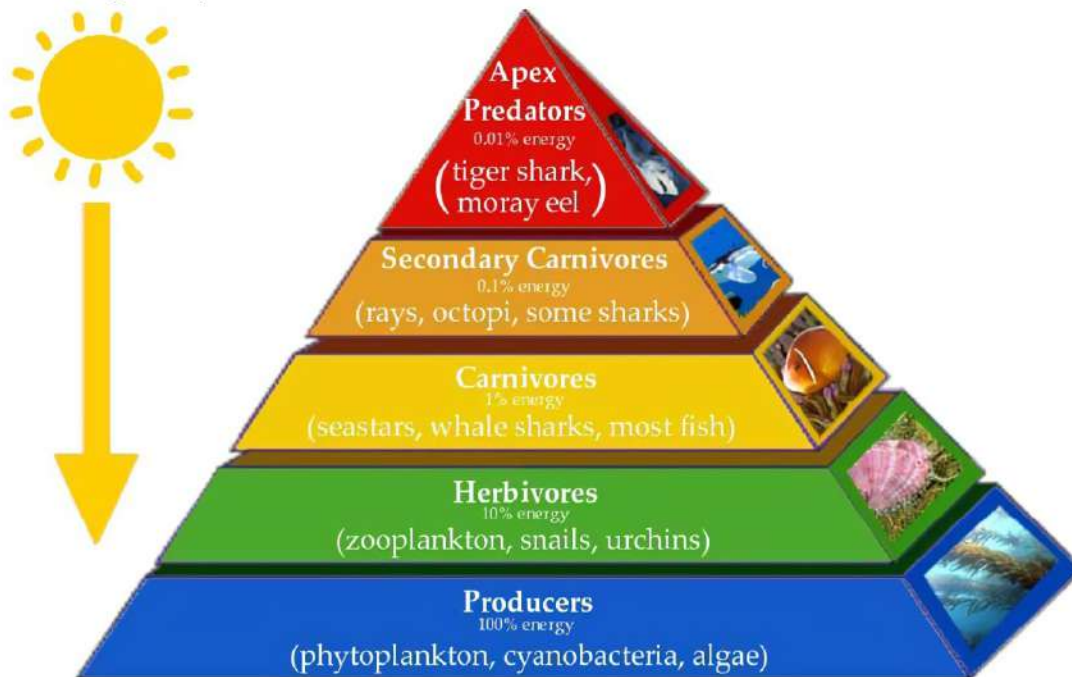 Apex
Predators
0.01% energy
(tiger shark,
moray eel)
Secondary Carnivores
0.1% energy
(rays, octopi, some sharks)
Carnivores
1% energy
(seastars, whale sharks, most fish)
Herbivores
10% energy
(zooplankton, snails, urchins)
Producers
100% energy
(phytoplankton, cyanobacteria, algae)